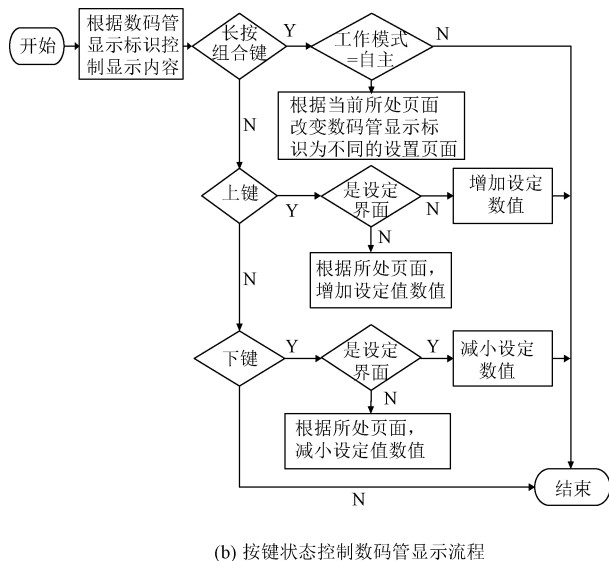 开始
根据数码管
显示标识控
制显示内容
长按
组合键
Y
工作模式
=自主
N
根据当前所处页面
改变数码管显示标
识为不同的设置页面
N
上键
Y
是设定
界面
N
增加设定
数值
N
根据所处页面，
增加设定值数值
N
下键
Y
是设定
界面
Y
减小设定
数值
N
根据所处页面，
减小设定值数值
N
结束
(b) 按键状态控制数码管显示流程